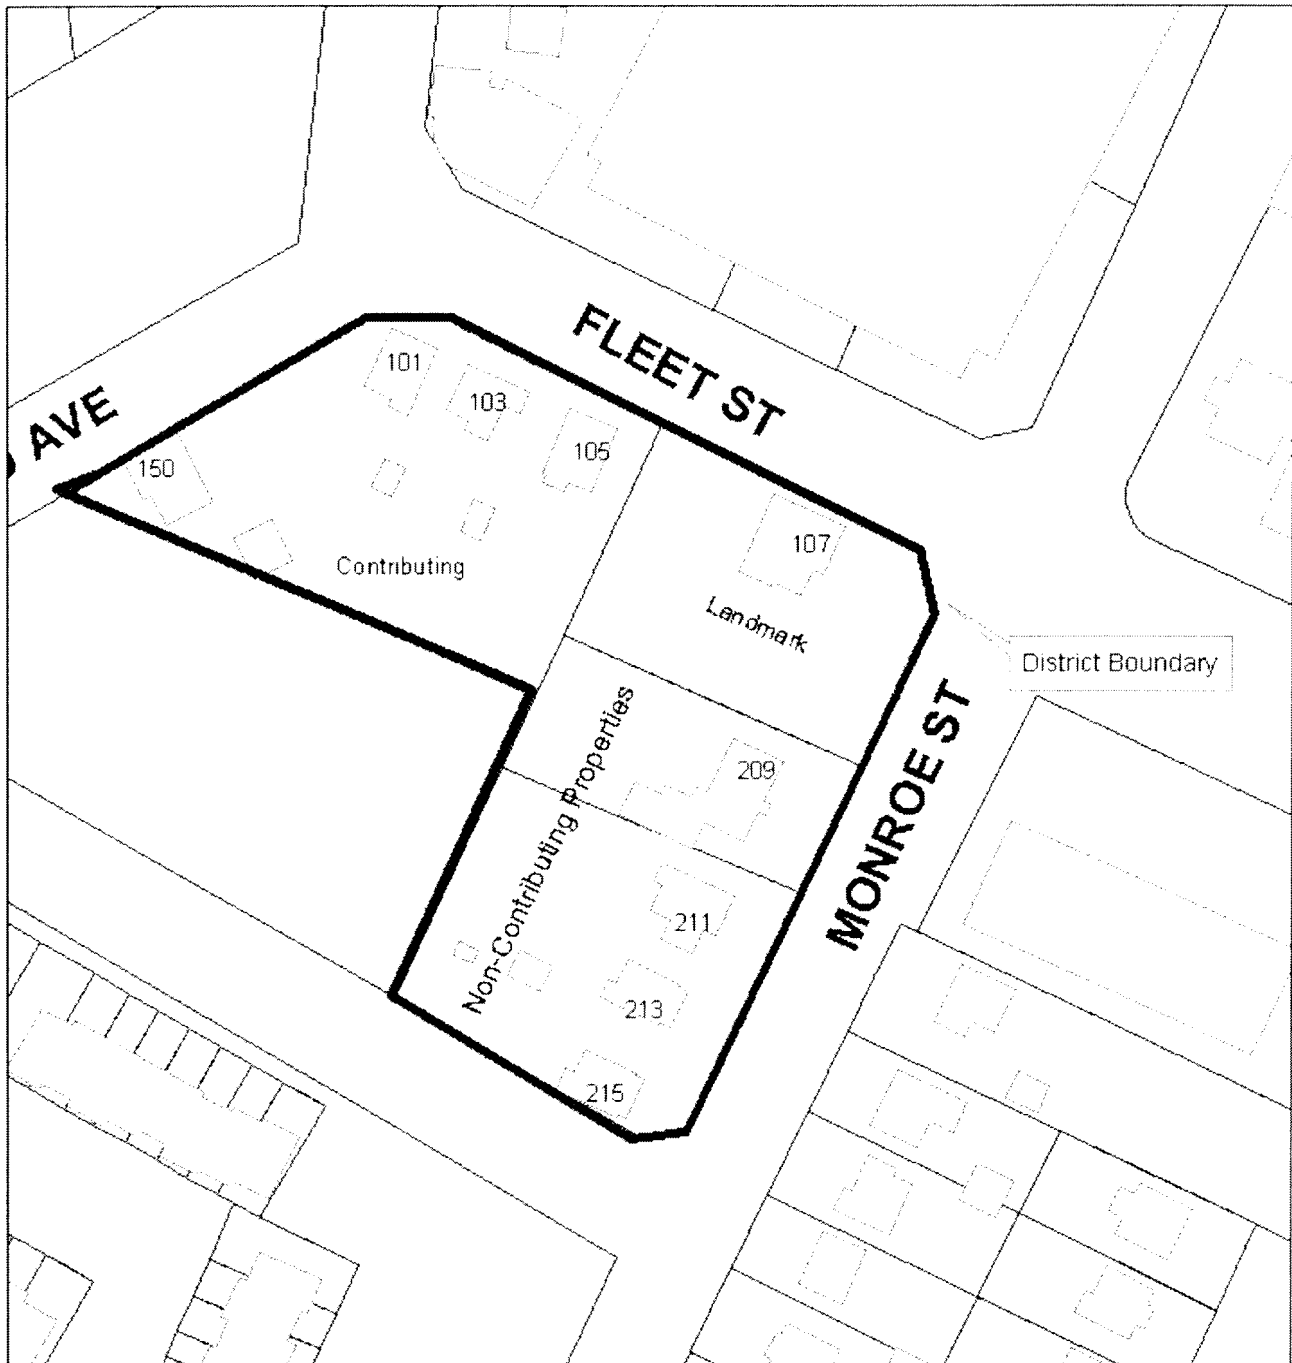 FLEET ST
101
103
AVE
105
150
107
Contributing
Landmark
District Boundary
MONROE ST
Non-Contributing Properties
209
211
213
215